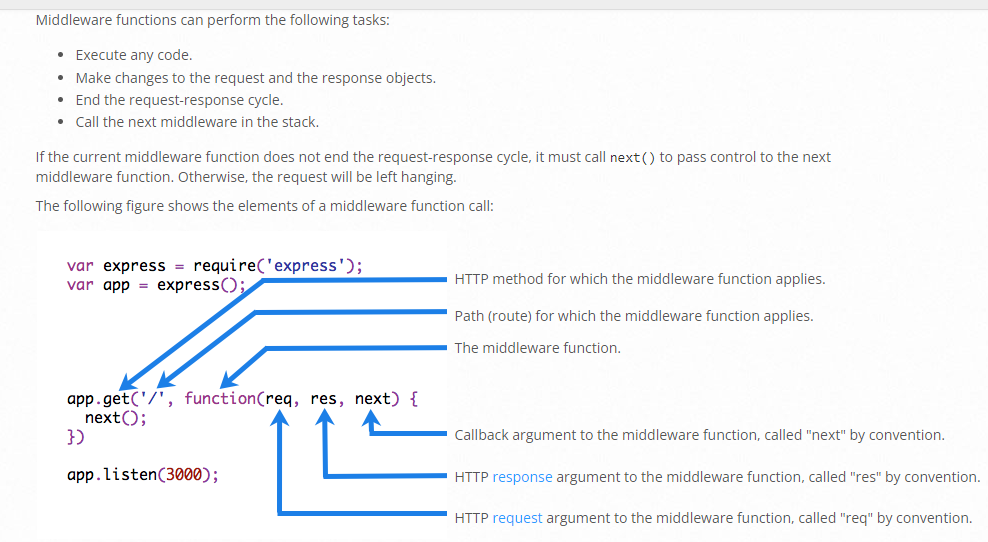 Middleware functions can perform the following tasks:
• Execute any code.
• Make changes to the request and the response objects.
• End the request-response cycle.
• Call the next middleware in the stack.
If the current middleware function does not end the request-response cycle, it must call next() to pass control to the next
middleware function. Otherwise, the request will be left hanging.
The following figure shows the elements of a middleware function call:
var express = require('express');
var app = express();
HTTP method for which the middleware function applies.
Path (route) for which the middleware function applies.
The middleware function.
app.get('/', function(req, res, next) {
next();
})
app.listen(3000);
Callback argument to the middleware function, called "next" by convention.
HTTP response argument to the middleware function, called "res" by convention.
HTTP request argument to the middleware function, called "req" by convention.